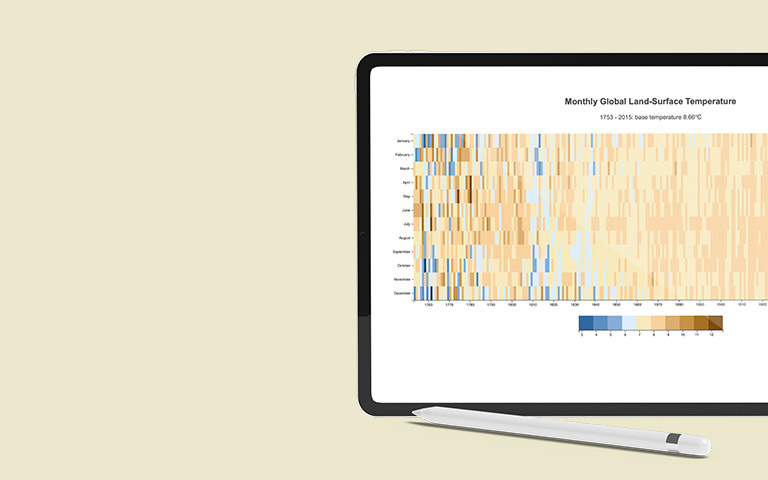 Monthly Global Land-Surface Temperature
1753 - 2015: base temperature 8.66°C
January
February
March
April
May
June
July
August
September
October
November
December
1760 1770 1780 1790 1800 1810 1820 1830 1840 1850 1860 1870 1880 1890 1900 1910 1920
3 4 5 6 7 8 9 10 11 12